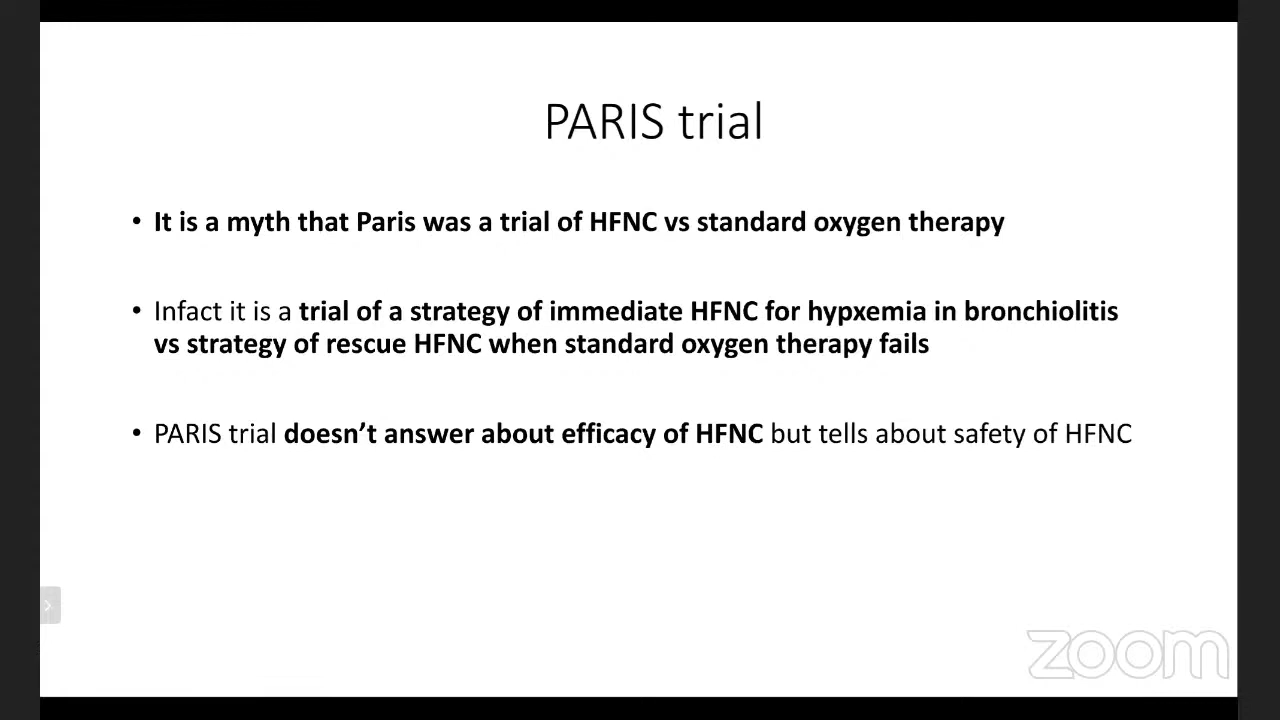 PARIS trial
• It is a myth that Paris was a trial of HFNC vs standard oxygen therapy
• Infact it is a trial of a strategy of immediate HFNC for hypxemia in bronchiolitis
vs strategy of rescue HFNC when standard oxygen therapy fails
• PARIS trial doesn’t answer about efficacy of HFNC but tells about safety of HFNC
zoom